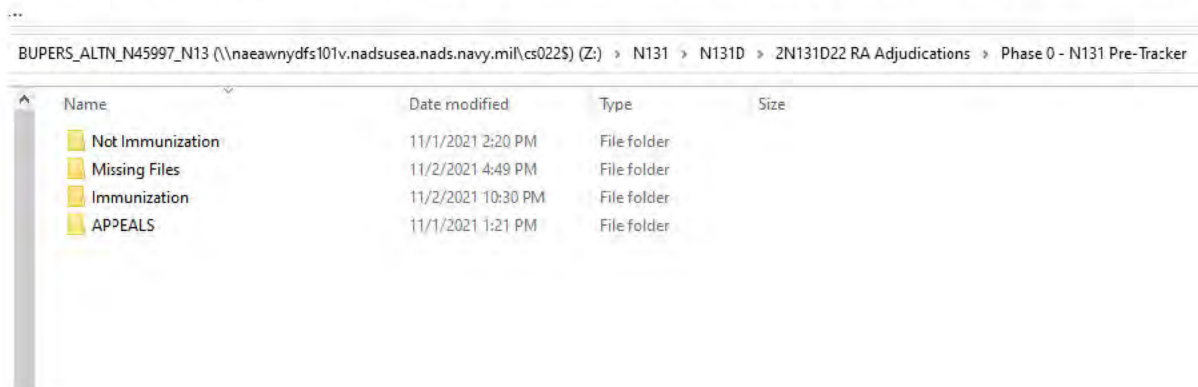 ...
BUPERS_ALTN_N45997_N13 (\\naeawnydfs101v.nadsusea.nads.navy.mil\cs022$) (Z:) > N131 > N131D > 2N131D22 RA Adjudications > Phase 0 - N131 Pre-Tracker
Name Date modified Type Size
Not Immunization 11/1/2021 2:20 PM File folder
Missing Files 11/2/2021 4:49 PM File folder
Immunization 11/2/2021 10:30 PM File folder
APPEALS 11/1/2021 1:21 PM File folder